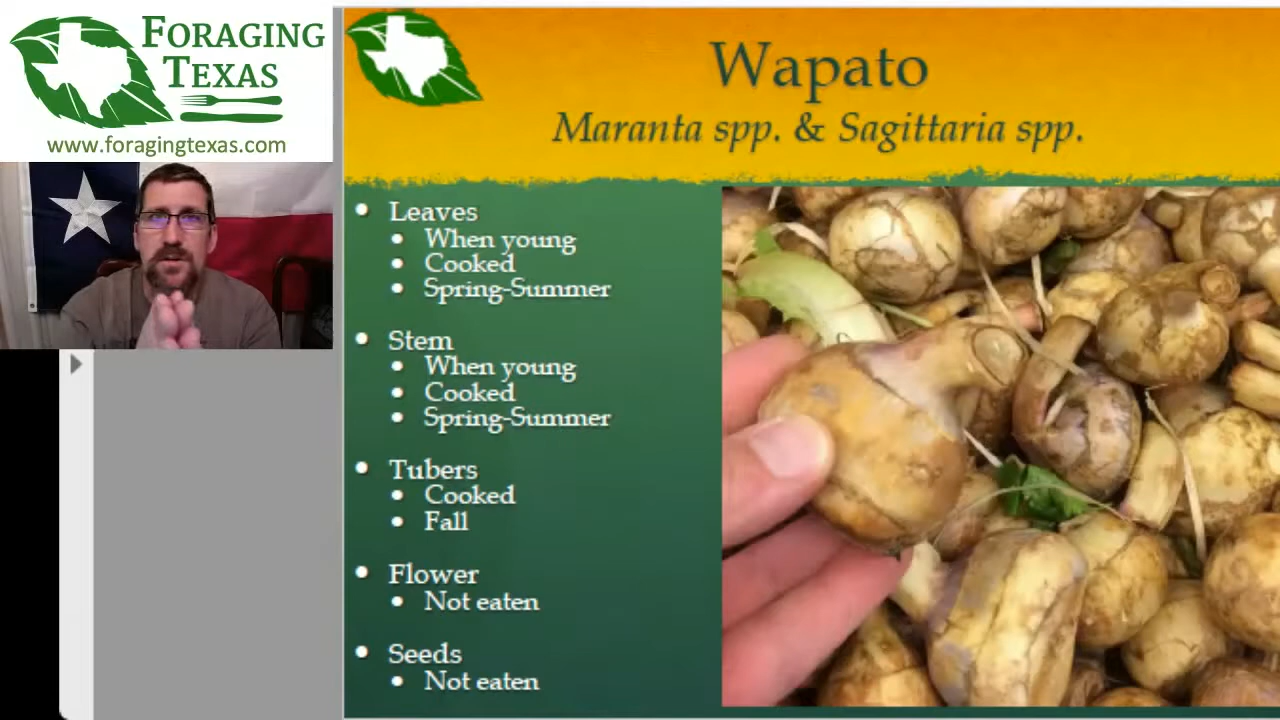 FORAGING
TEXAS
www.foragingtexas.com
Wapato
Maranta spp. & Sagittaria spp.
• Leaves
• When young
• Cooked
• Spring-Summer
• Stem
• When young
• Cooked
• Spring-Summer
• Tubers
• Cooked
• Fall
• Flower
• Not eaten
• Seeds
• Not eaten